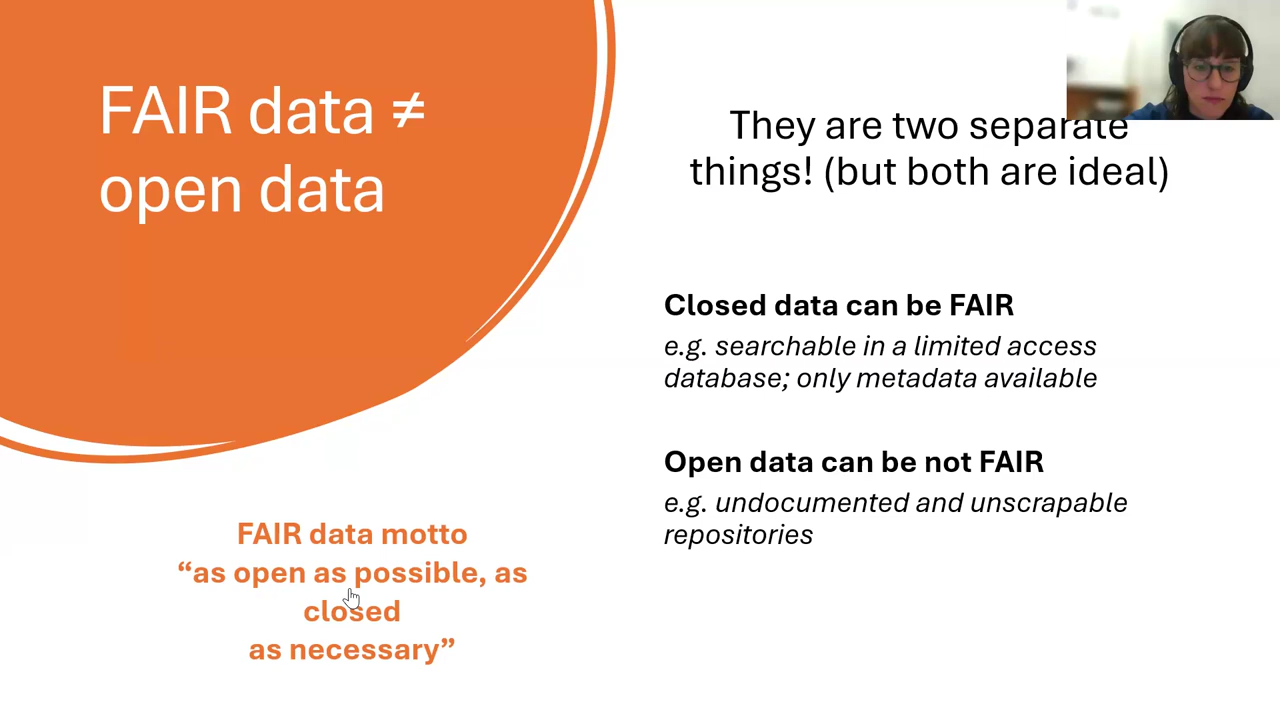 FAIR data ≠
open data
They are two separate
things! (but both are ideal)
Closed data can be FAIR
e.g. searchable in a limited access
database; only metadata available
Open data can be not FAIR
e.g. undocumented and unscrapable
repositories
FAIR data motto
“as open as possible, as
closed
as necessary”